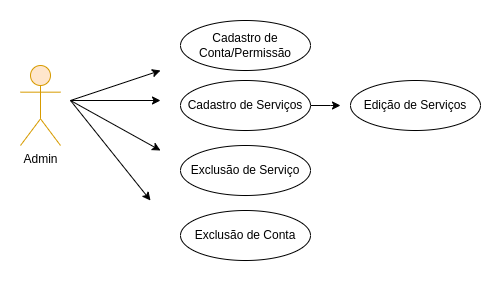 Cadastro de
Conta/Permissão
Cadastro de Serviços
Edição de Serviços
Admin
Exclusão de Serviço
Exclusão de Conta